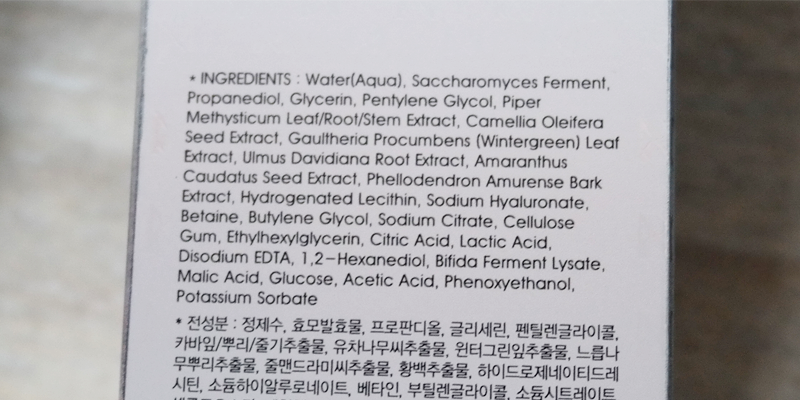 * INGREDIENTS : Water(Aqua), Saccharomyces Ferment,
Propanediol, Glycerin, Pentylene Glycol, Piper
Methysticum Leaf/Root/Stem Extract, Camellia Oleifera
Seed Extract, Gaultheria Procumbens (Wintergreen) Leaf
Extract, Ulmus Davidiana Root Extract, Amaranthus
Caudatus Seed Extract, Phellodendron Amurense Bark
Extract, Hydrogenated Lecithin, Sodium Hyaluronate,
Betaine, Butylene Glycol, Sodium Citrate, Cellulose
Gum, Ethylhexylglycerin, Citric Acid, Lactic Acid,
Disodium EDTA, 1,2-Hexanediol, Bifida Ferment Lysate,
Malic Acid, Glucose, Acetic Acid, Phenoxyethanol,
Potassium Sorbate
* 전성분 : 정제수, 효모발효물, 프로판디올, 글리세린, 펜틸렌글라이콜,
카바잎/뿌리/줄기추출물, 유차나무씨추출물, 윈터그린잎추출물, 느릅나
무뿌리추출물, 줄맨드라미씨추출물, 황백추출물, 하이드로제네이티드레
시틴, 소듐하이알루로네이트, 베타인, 부틸렌글라이콜, 소듐시트레이트,